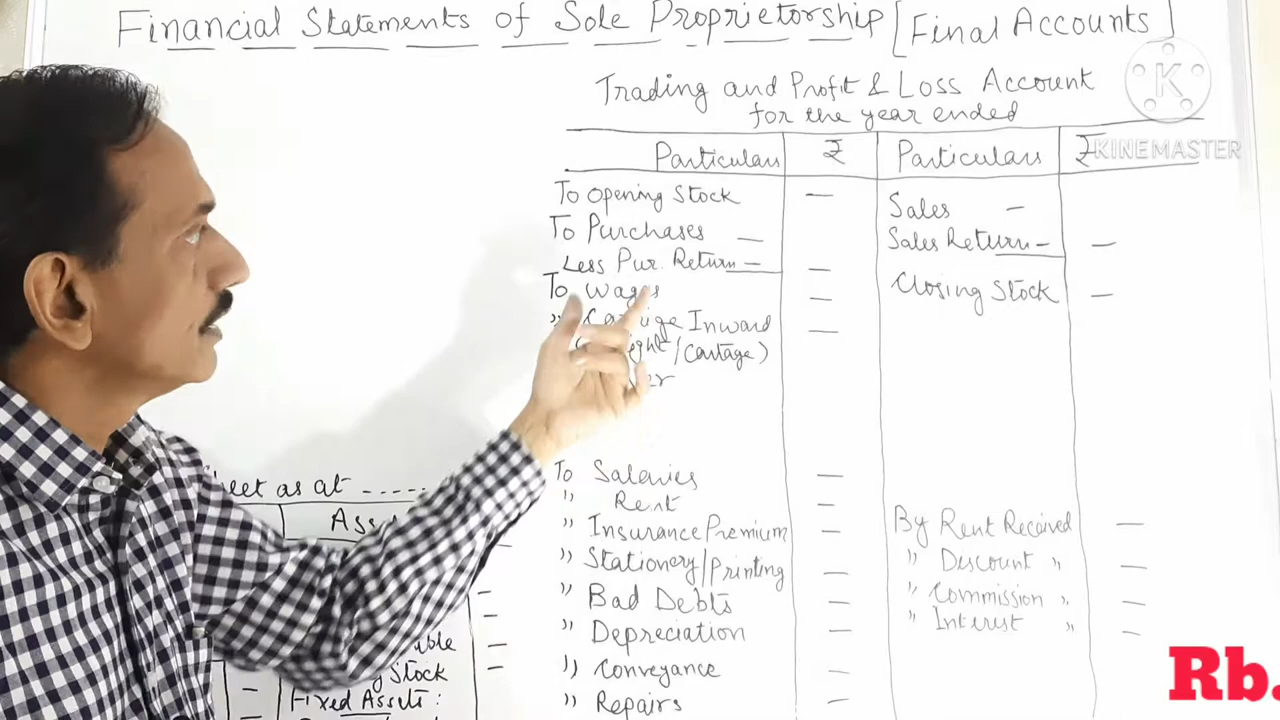 Financial Statements of Sole Proprietorship [Final Accounts]
Trading and Profit & Loss Account
for the year ended
Particulars ₹ Particulars ₹
K
KINEMASTER
To Opening Stock — Sales —
To Purchases —
Sales Return — —
Less Pur. Return — —
To Wages — Closing Stock —
" Inward —
/Cartage)
To Salaries —
" Rent —
" Insurance Premium — By Rent Received —
" Stationery/Printing — " Discount " —
" Bad Debts — " Commission " —
" Depreciation — " Interest " —
" Conveyance —
" Repairs —
as at .....
Stock
Fixed Assets:
Rb.